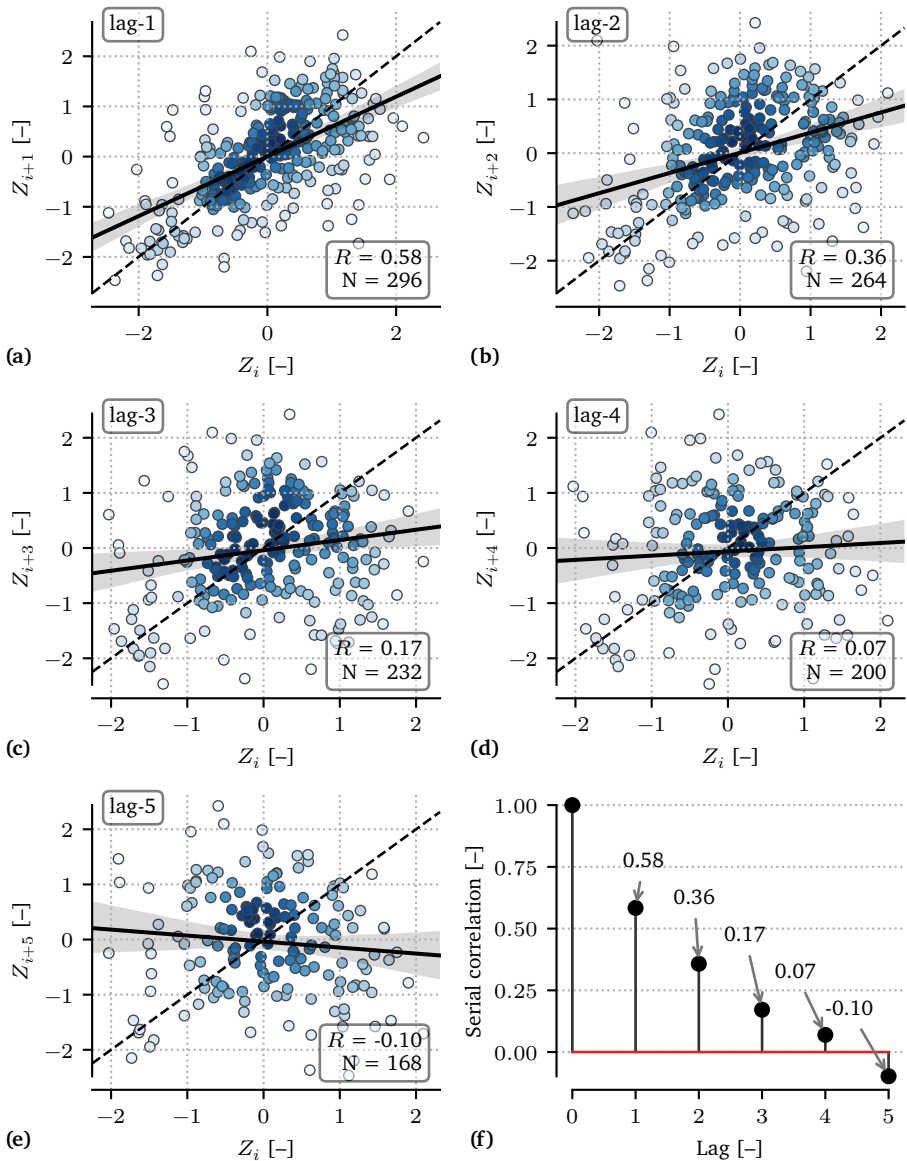 lag-1
2
1
0
−1
−2
Z_{i+1} [–]
R = 0.58
N = 296
−2
0
2
Z_i [–]
(a)
lag-2
2
1
0
−1
−2
Z_{i+2} [–]
R = 0.36
N = 264
−2
−1
0
1
2
Z_i [–]
(b)
lag-3
2
1
0
−1
−2
Z_{i+3} [–]
R = 0.17
N = 232
−2
−1
0
1
2
Z_i [–]
(c)
lag-4
2
1
0
−1
−2
Z_{i+4} [–]
R = 0.07
N = 200
−2
−1
0
1
2
Z_i [–]
(d)
lag-5
2
1
0
−1
−2
Z_{i+5} [–]
R = -0.10
N = 168
−2
−1
0
1
2
Z_i [–]
(e)
1.00
0.75
0.50
0.25
0.00
Serial correlation [–]
0.58
0.36
0.17
0.07
-0.10
0
1
2
3
4
5
Lag [–]
(f)